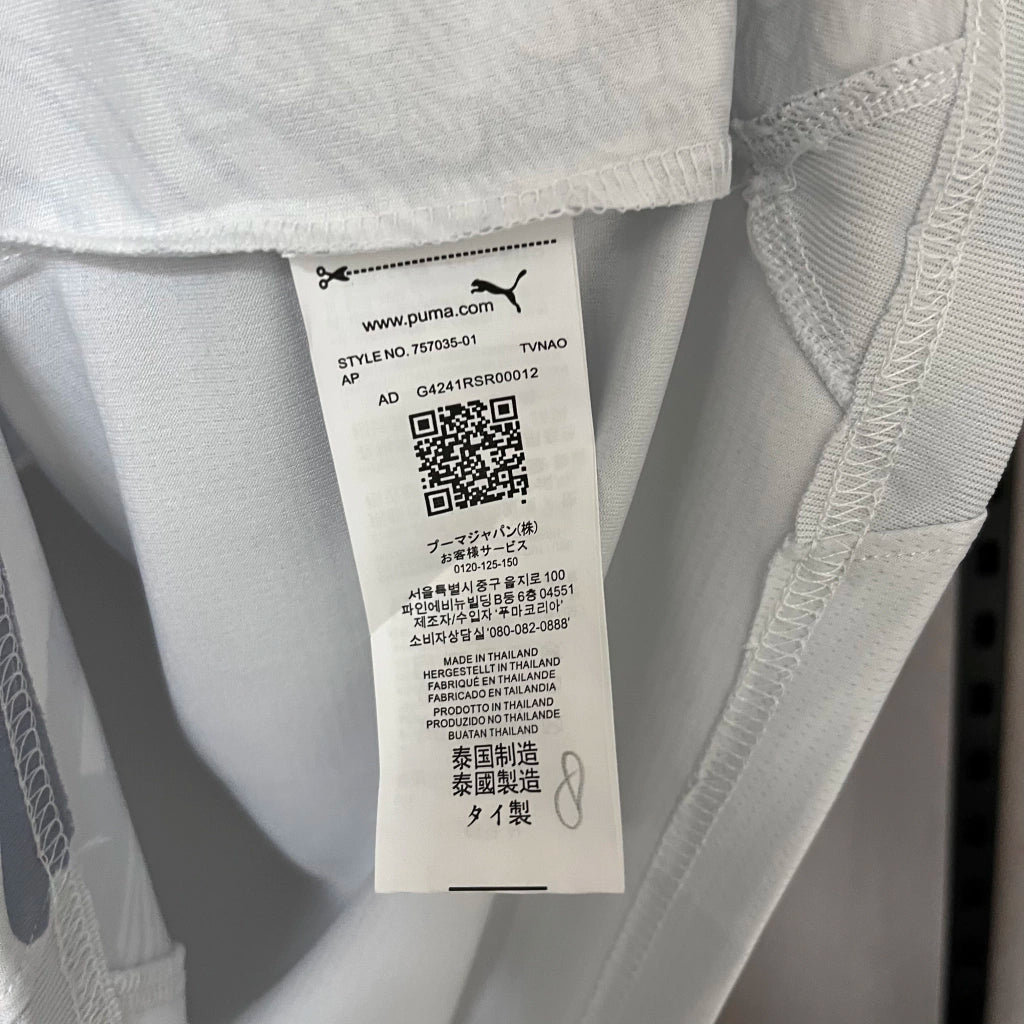 www.puma.com
STYLE NO. 757035-01 TVNAO
AP
AD G4241RSR00012
プーマジャパン(株)
お客様サービス
0120-125-150
서울특별시 중구 을지로 100
파인에비뉴빌딩 B동 6층 04551
제조자/수입자 '푸마코리아'
소비자상담실 '080-082-0888'
MADE IN THAILAND
HERGESTELLT IN THAILAND
FABRIQUÉ EN THAILANDE
FABRICADO EN TAILANDIA
PRODOTTO IN THAILANDIA
PRODUZIDO NO THAILANDE
BUATAN THAILAND
泰国制造
泰國製造
タイ製
8